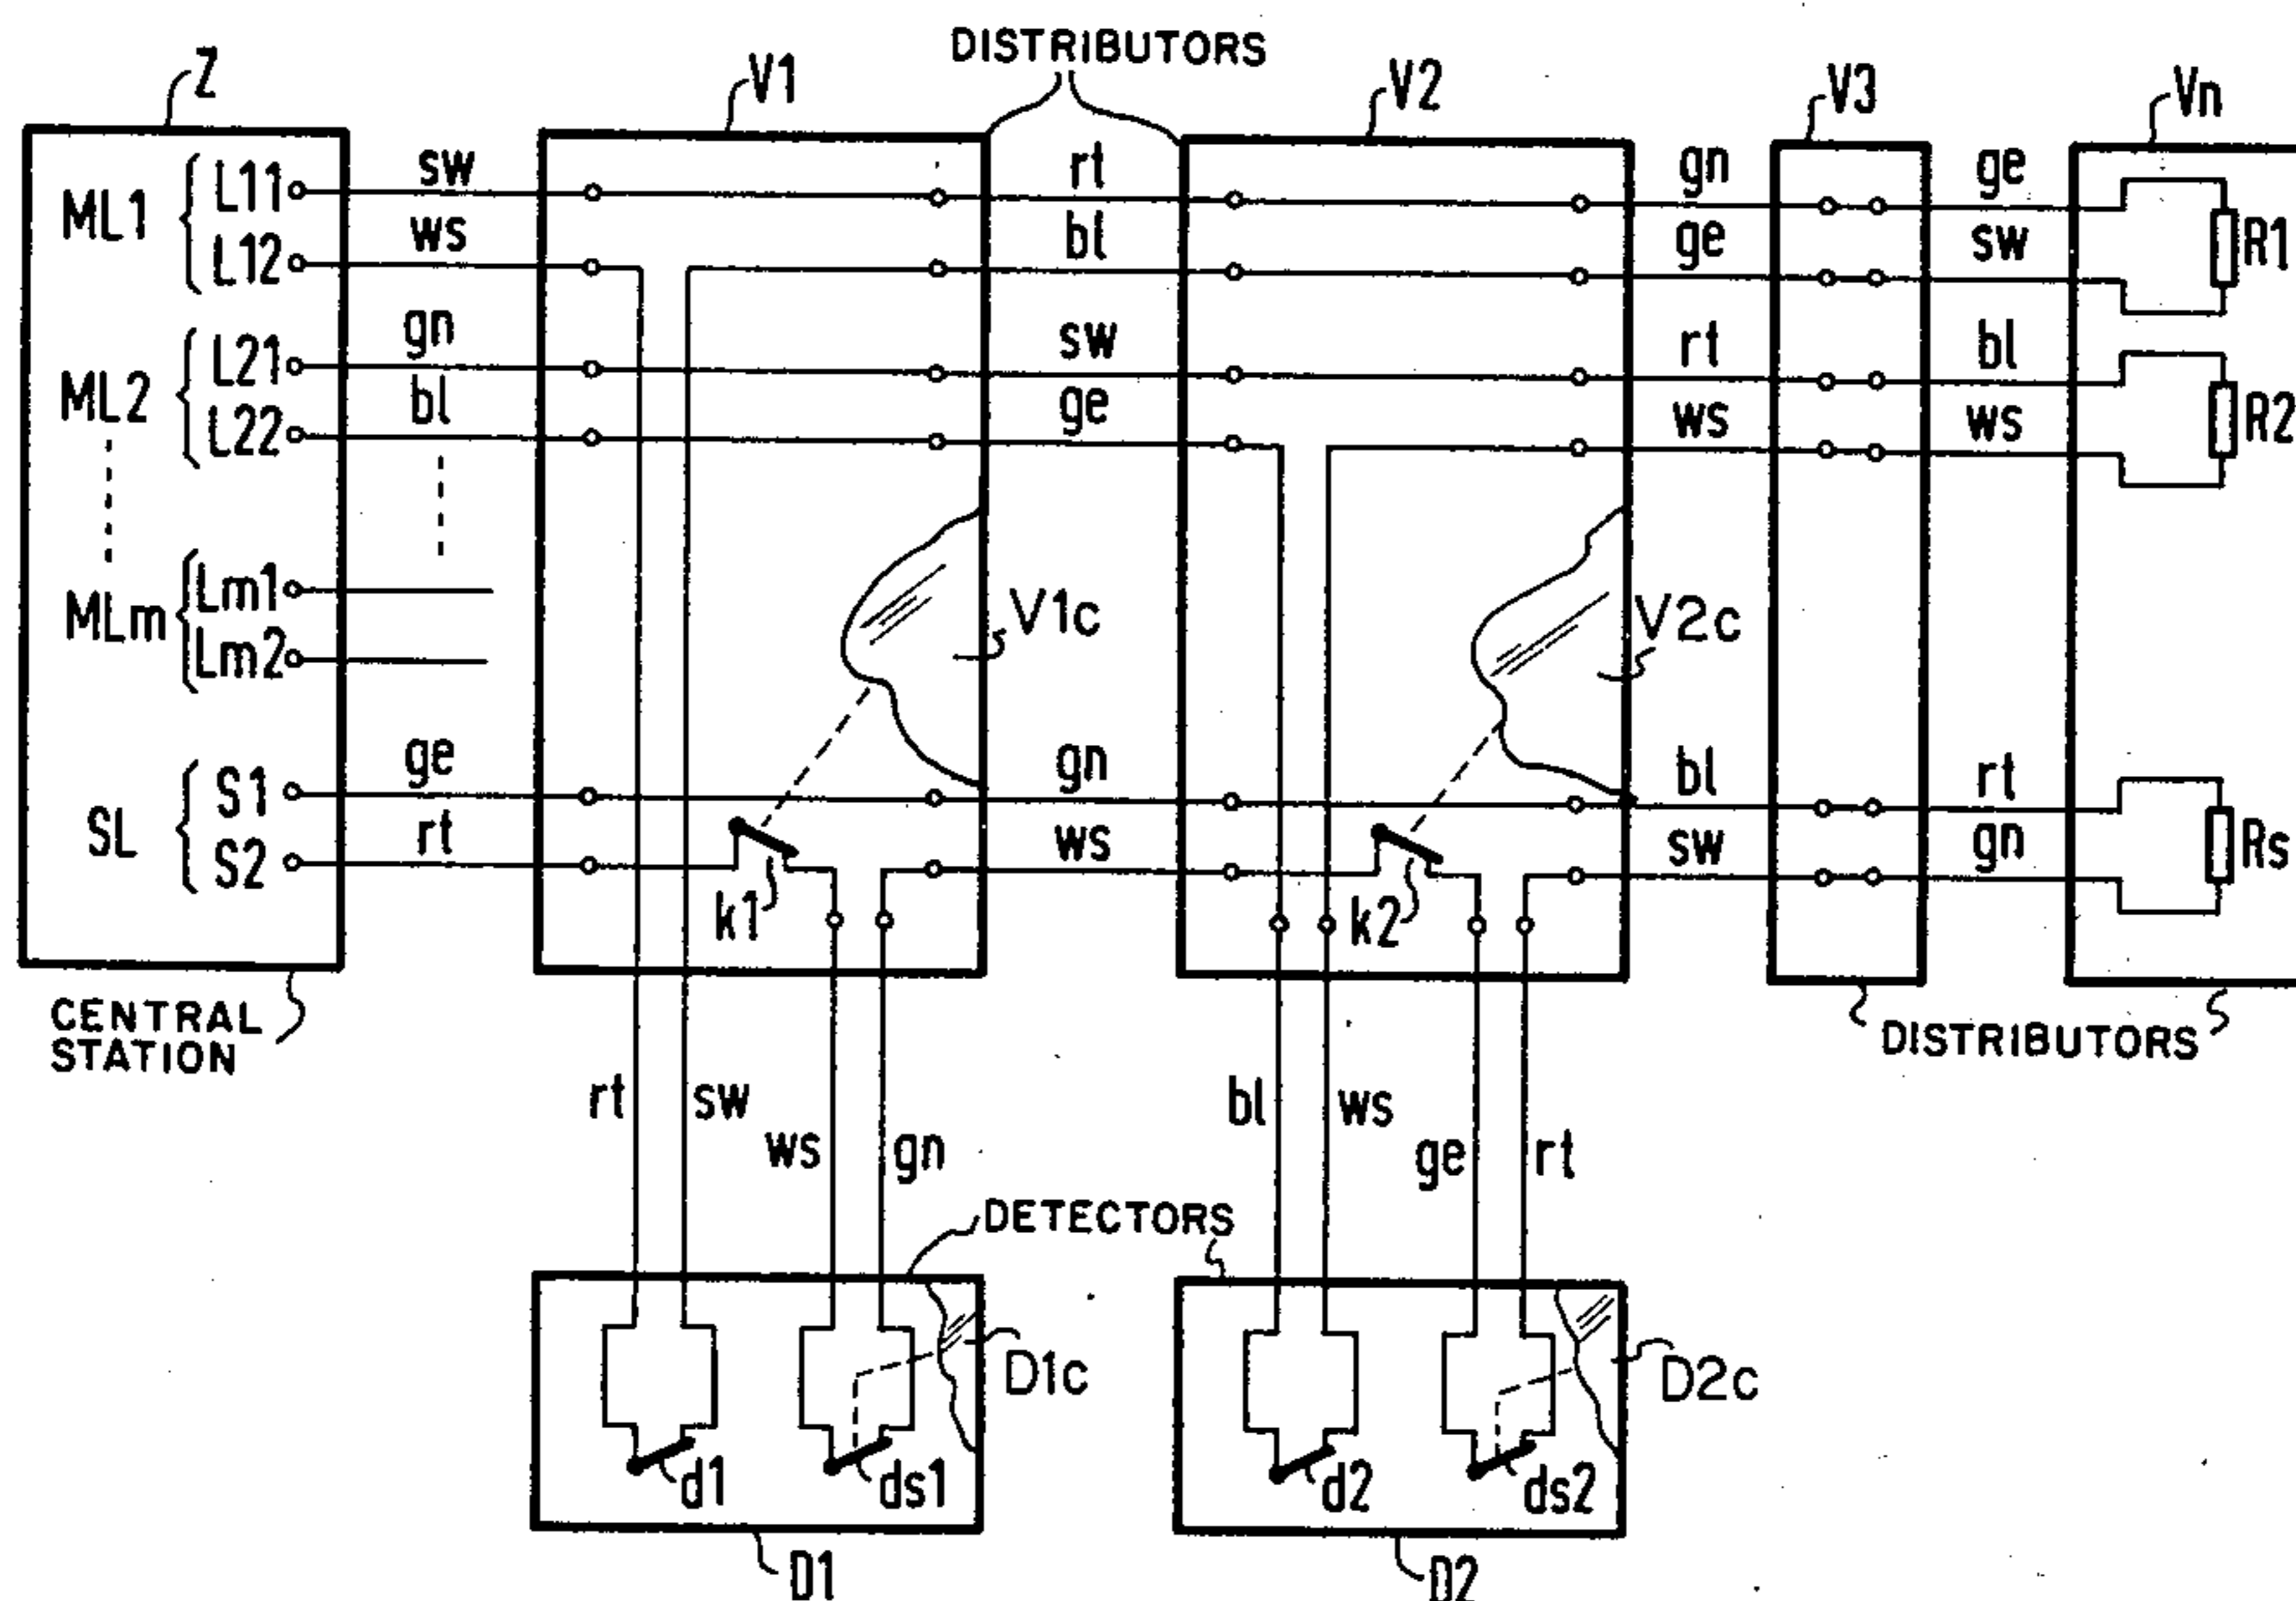 DISTRIBUTORS
Z
V1
V2
V3
Vn
ML1
L11
L12
sw
ws
rt
bl
gn
ge
ge
sw
R1
ML2
L21
L22
gn
bl
sw
ge
rt
ws
bl
ws
R2
MLm
Lm1
Lm2
V1c
V2c
SL
S1
S2
ge
rt
k1
gn
ws
k2
bl
sw
rt
gn
Rs
CENTRAL
STATION
DISTRIBUTORS
rt
sw
ws
gn
bl
ws
ge
rt
DETECTORS
D1c
D2c
d1
ds1
d2
ds2
D1
D2